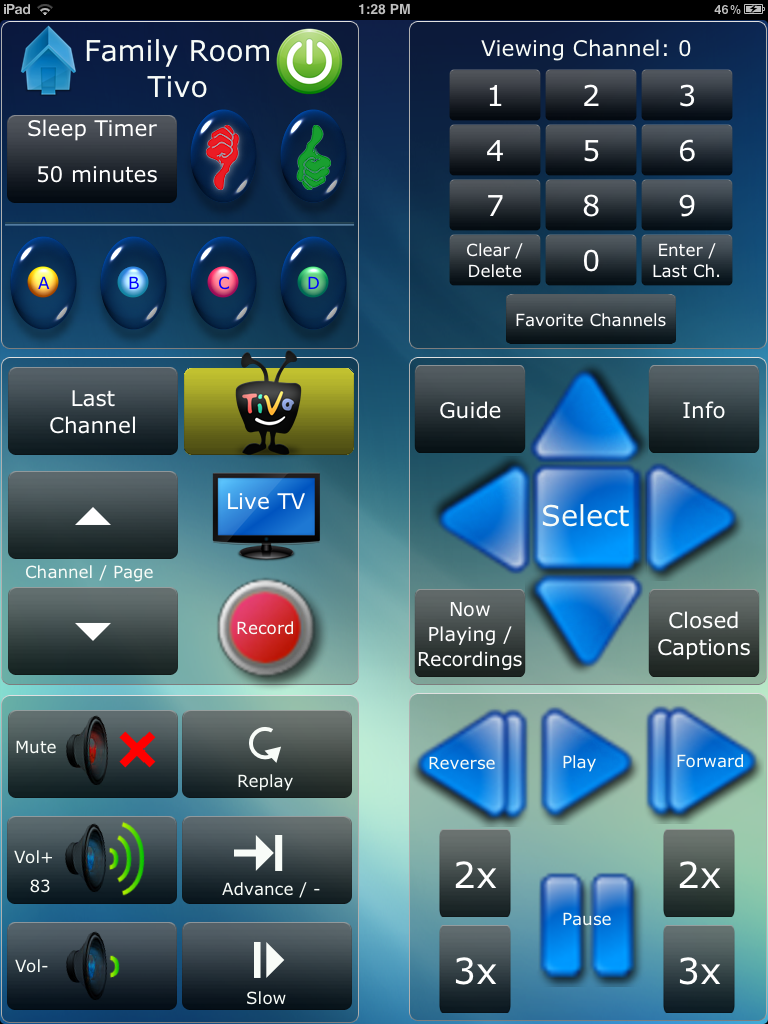 iPad
1:28 PM
46%
Family Room
Tivo
Sleep Timer
50 minutes
A
B
C
D
Viewing Channel: 0
1
2
3
4
5
6
7
8
9
Clear /
Delete
0
Enter /
Last Ch.
Favorite Channels
Last
Channel
TiVo
Live TV
Channel / Page
Record
Guide
Info
Select
Now
Playing /
Recordings
Closed
Captions
Mute
Replay
Vol+
83
Advance / -
Vol-
Slow
Reverse
Play
Forward
2x
2x
Pause
3x
3x